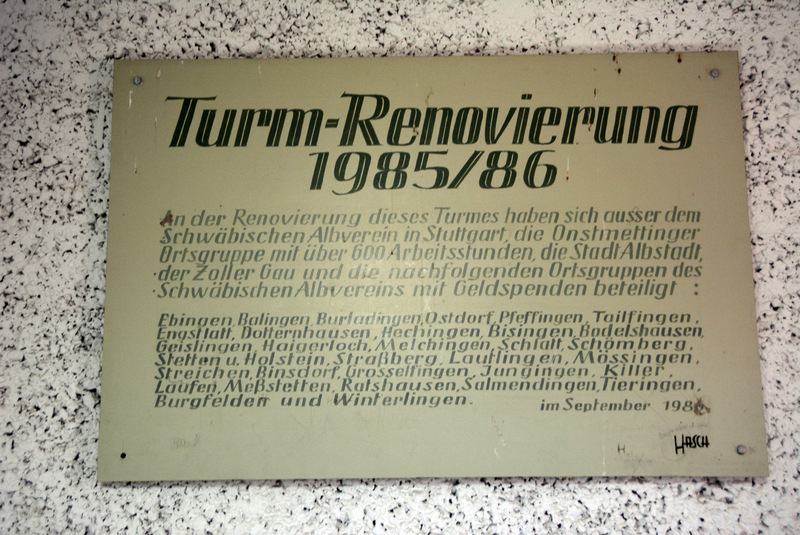 Turm-Renovierung
1985/86
An der Renovierung dieses Turmes haben sich ausser dem
Schwäbischen Albverein in Stuttgart, die Onstmettinger
Ortsgruppe mit über 600 Arbeitsstunden, die Stadt Albstadt,
der Zoller Gau und die nachfolgenden Ortsgruppen des
Schwäbischen Albvereins mit Geldspenden beteiligt :
Ebingen, Balingen, Burladingen, Ostdorf, Pfeffingen, Tailfingen,
Engstlatt, Dotternhausen, Hechingen, Bisingen, Bodelshausen,
Geislingen, Haigerloch, Melchingen, Schlatt, Schömberg,
Stetten u. Holstein, Straßberg, Lautlingen, Mössingen,
Streichen, Rinsdorf, Grosselfingen, Jungingen, Killer,
Laufen, Meßstetten, Ratshausen, Salmendingen, Tieringen,
Burgfelden und Winterlingen.
im September
HASCH